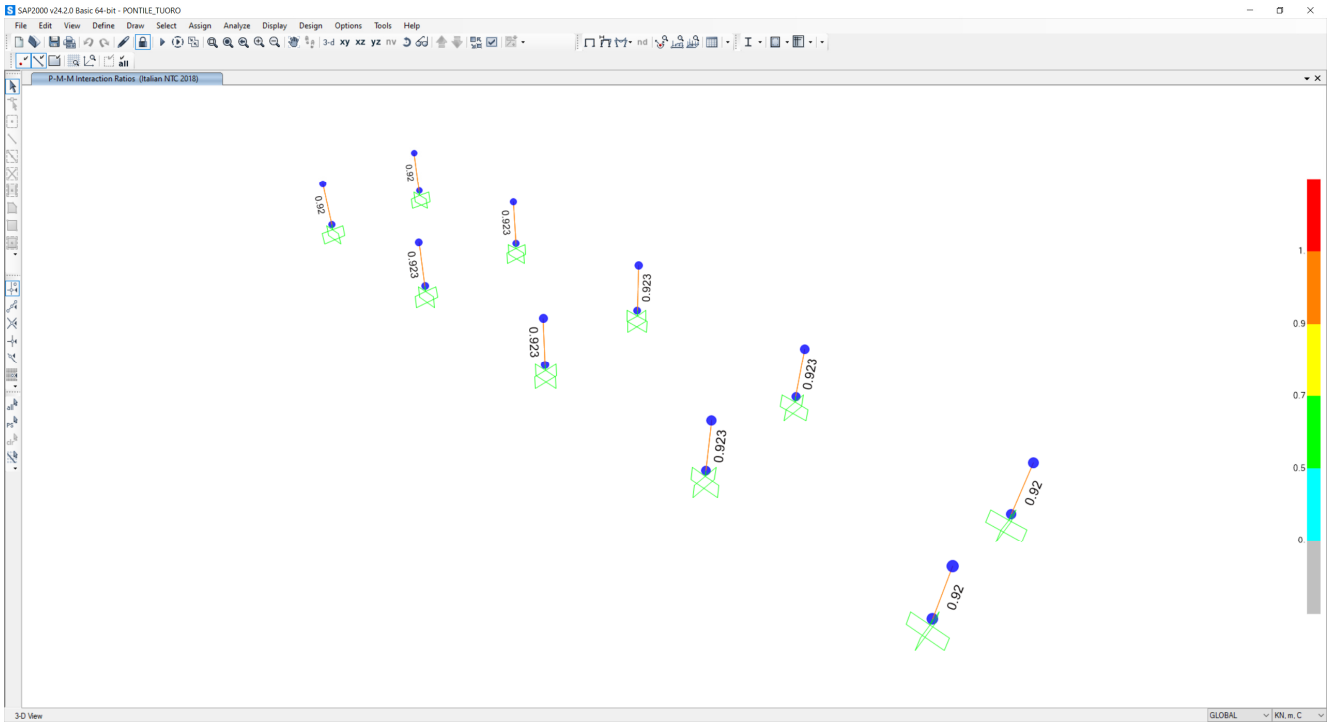 SAP2000 v24.2.0 Basic 64-bit - PONTILE_TUORO
File Edit View Define Draw Select Assign Analyze Display Design Options Tools Help
3-d xy xz yz nv nd
all
P-M-M Interaction Ratios (Italian NTC 2018)
0.92
0.92
0.923
0.923
0.923
0.923
0.923
0.923
0.92
0.92
1.
0.9
0.7
0.5
0.
all
PS
clr
3-D View GLOBAL KN, m, C